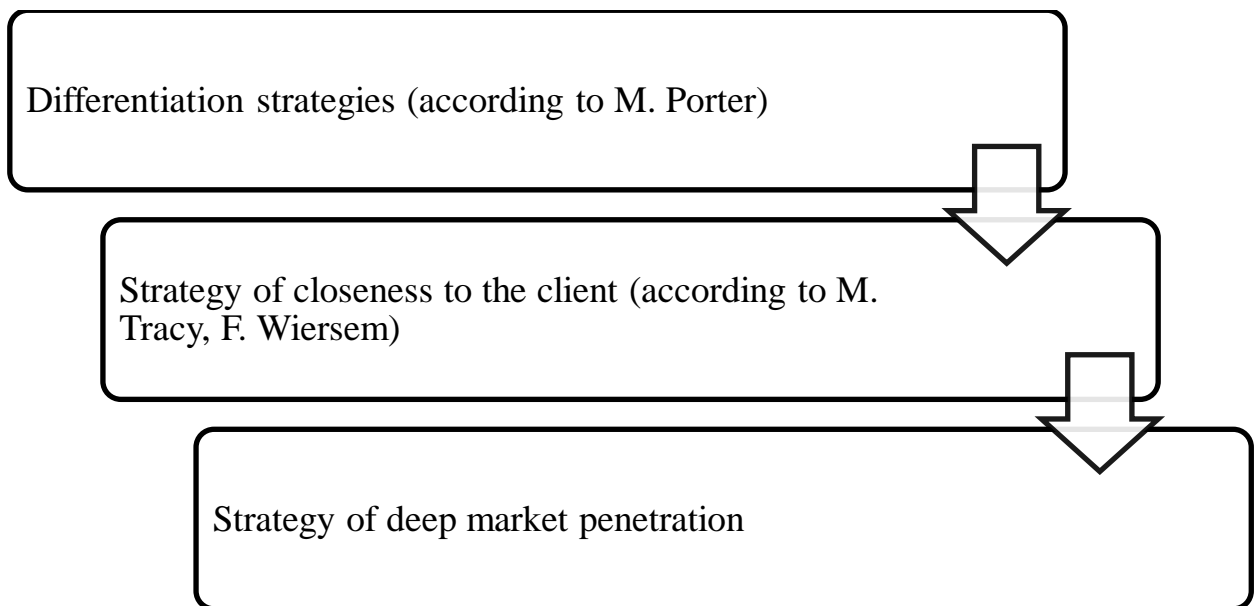 Differentiation strategies (according to M. Porter)
Strategy of closeness to the client (according to M.
Tracy, F. Wiersem)
Strategy of deep market penetration